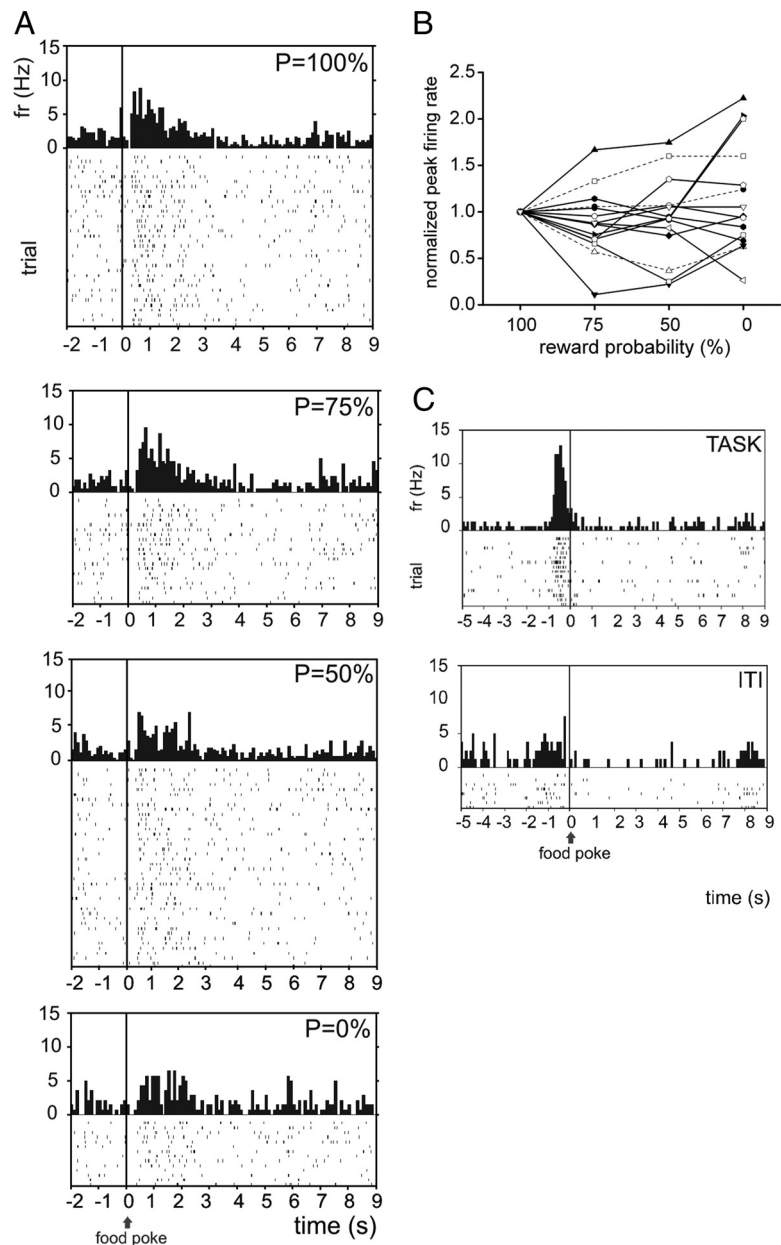 A
15
P=100%
fr (Hz)
10
5
0
trial
-2 -1 0 1 2 3 4 5 6 7 8 9
15
P=75%
10
5
0
-2 -1 0 1 2 3 4 5 6 7 8 9
15
P=50%
10
5
0
-2 -1 0 1 2 3 4 5 6 7 8 9
15
P=0%
10
5
0
-2 -1 0 1 2 3 4 5 6 7 8 9
time (s)
food poke
B
normalized peak firing rate
2.5
2.0
1.5
1.0
0.5
0.0
100 75 50 0
reward probability (%)
C
15
TASK
fr (Hz)
10
5
0
trial
-5 -4 -3 -2 -1 0 1 2 3 4 5 6 7 8 9
15
ITI
10
5
0
-5 -4 -3 -2 -1 0 1 2 3 4 5 6 7 8 9
food poke
time (s)